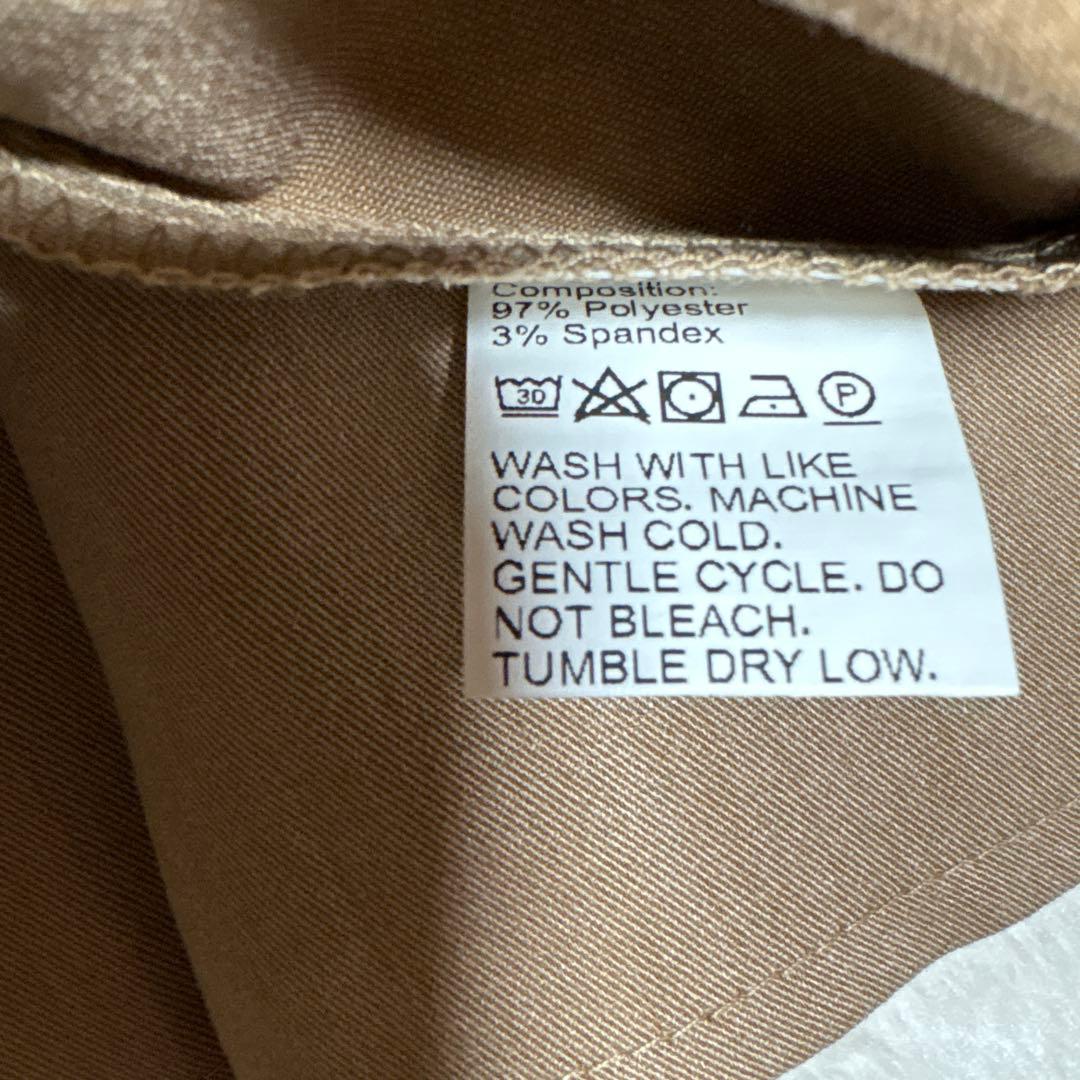 Composition:
97% Polyester
3% Spandex
30 P
WASH WITH LIKE
COLORS. MACHINE
WASH COLD.
GENTLE CYCLE. DO
NOT BLEACH.
TUMBLE DRY LOW.